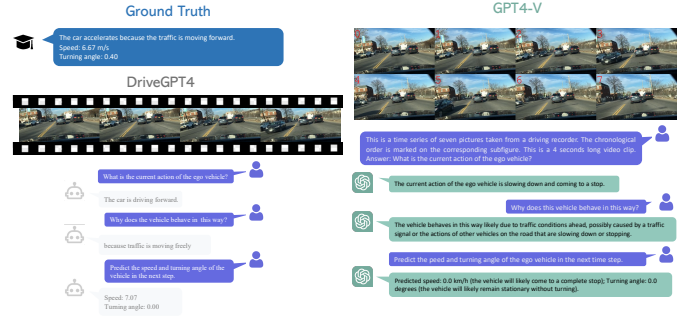 Ground Truth
The car accelerates because the traffic is moving forward.
Speed: 6.67 m/s
Turning angle: 0.40
DriveGPT4
What is the current action of the ego vehicle?
The car is driving forward.
Why does the vehicle behave in this way?
because traffic is moving freely
Predict the speed and turning angle of the
vehicle in the next step.
Speed: 7.07
Turning angle: 0.00
GPT4-V
This is a time series of seven pictures taken from a driving recorder. The chronological
order is marked on the corresponding subfigure. This is a 4 seconds long video clip.
Answer: What is the current action of the ego vehicle?
The current action of the ego vehicle is slowing down and coming to a stop.
Why does this vehicle behave in this way?
The vehicle behaves in this way likely due to traffic conditions ahead, possibly caused by a traffic
signal or the actions of other vehicles on the road that are slowing down or stopping.
Predict the peed and turning angle of the ego vehicle in the next time step.
Predicted speed: 0.0 km/h (the vehicle will likely come to a complete stop); Turning angle: 0.0
degrees (the vehicle will likely remain stationary without turning).